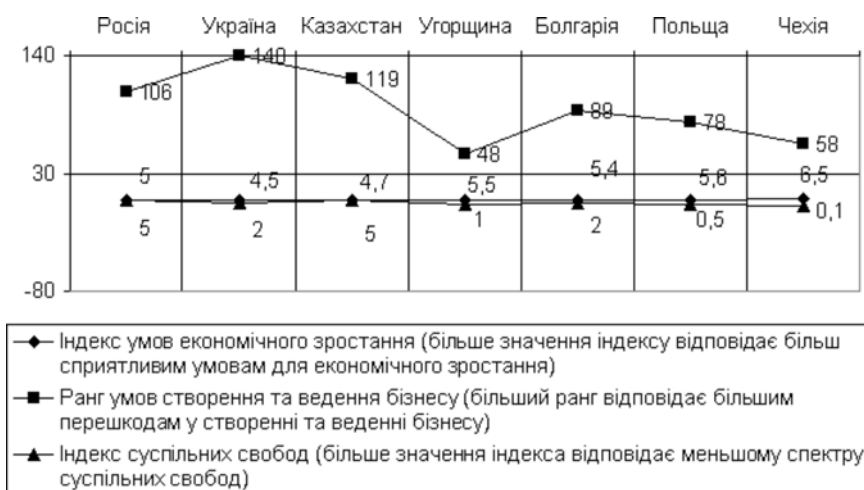 Росія Україна Казахстан Угорщина Болгарія Польща Чехія
140
140
119
106
88
78
58
48
30
5 4,5 4,7 5,5 5,4 5,6 6,5
5 2 5 1 2 0,5 0,1
-80
Індекс умов економічного зростання (більше значення індексу відповідає більш
сприятливим умовам для економічного зростання)
Ранг умов створення та ведення бізнесу (більший ранг відповідає більшим
перешкодам у створенні та веденні бізнесу)
Індекс суспільних свобод (більше значення індекса відповідає меньшому спектру
суспільних свобод)